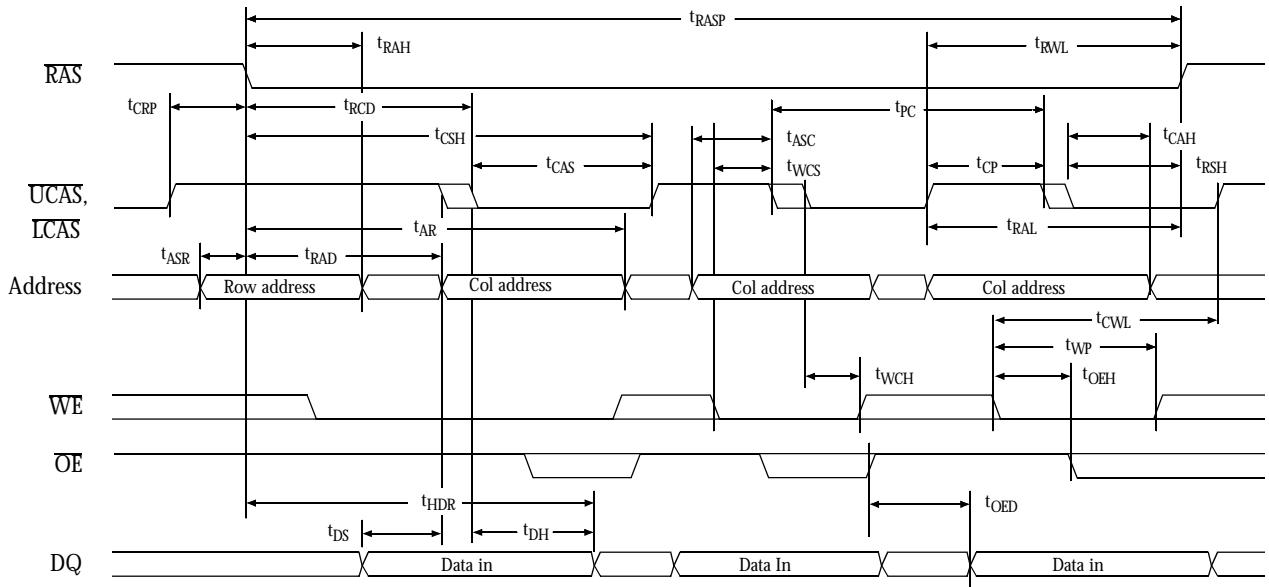 tRASP
tRAH
tRWL
RAS
tCRP
tRCD
tPC
tCSH
tASC
tCAH
tCAS
tWCS
tCP
tRSH
UCAS,
LCAS
tAR
tRAL
tASR
tRAD
Address
Row address
Col address
Col address
Col address
tCWL
tWP
tWCH
tOEH
WE
OE
tHDR
tOED
tDS
tDH
DQ
Data in
Data In
Data in